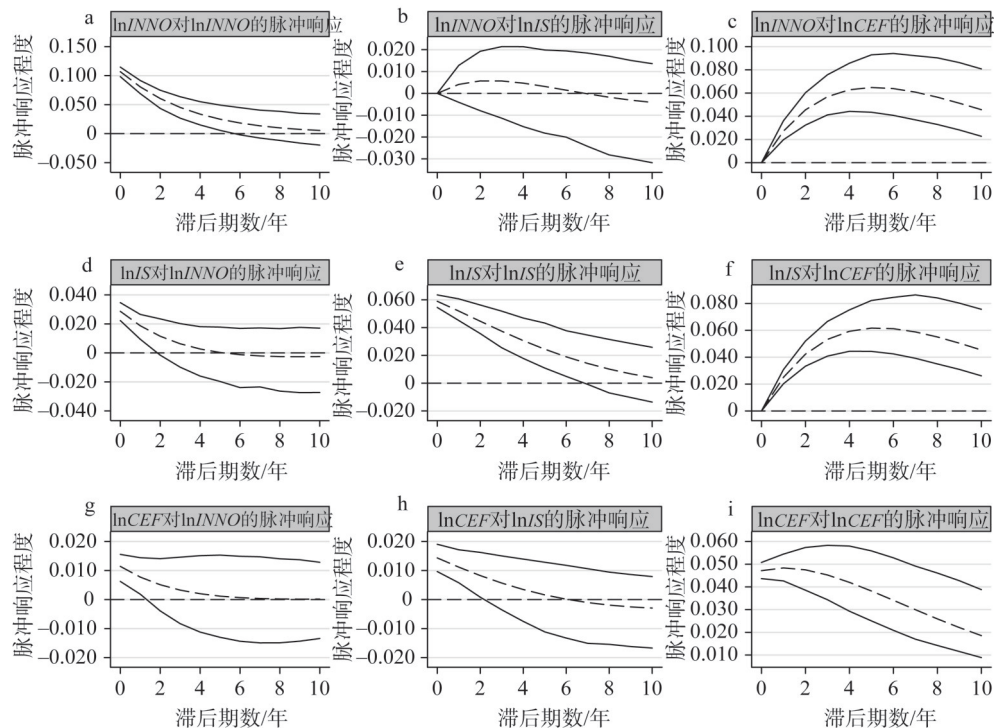 a
lnINNO对lnINNO的脉冲响应
脉冲响应程度
0.150
0.100
0.050
0
−0.050
0 2 4 6 8 10
滞后期数/年
b
lnINNO对lnIS的脉冲响应
脉冲响应程度
0.020
0.010
0
−0.010
−0.020
−0.030
0 2 4 6 8 10
滞后期数/年
c
lnINNO对lnCEF的脉冲响应
脉冲响应程度
0.100
0.080
0.060
0.040
0.020
0
0 2 4 6 8 10
滞后期数/年
d
lnIS对lnINNO的脉冲响应
脉冲响应程度
0.040
0.020
0
−0.020
−0.040
0 2 4 6 8 10
滞后期数/年
e
lnIS对lnIS的脉冲响应
脉冲响应程度
0.060
0.040
0.020
0
−0.020
0 2 4 6 8 10
滞后期数/年
f
lnIS对lnCEF的脉冲响应
脉冲响应程度
0.080
0.060
0.040
0.020
0
0 2 4 6 8 10
滞后期数/年
g
lnCEF对lnINNO的脉冲响应
脉冲响应程度
0.020
0.010
0
−0.010
−0.020
0 2 4 6 8 10
滞后期数/年
h
lnCEF对lnIS的脉冲响应
脉冲响应程度
0.020
0.010
0
−0.010
−0.020
0 2 4 6 8 10
滞后期数/年
i
lnCEF对lnCEF的脉冲响应
脉冲响应程度
0.060
0.050
0.040
0.030
0.020
0.010
0 2 4 6 8 10
滞后期数/年